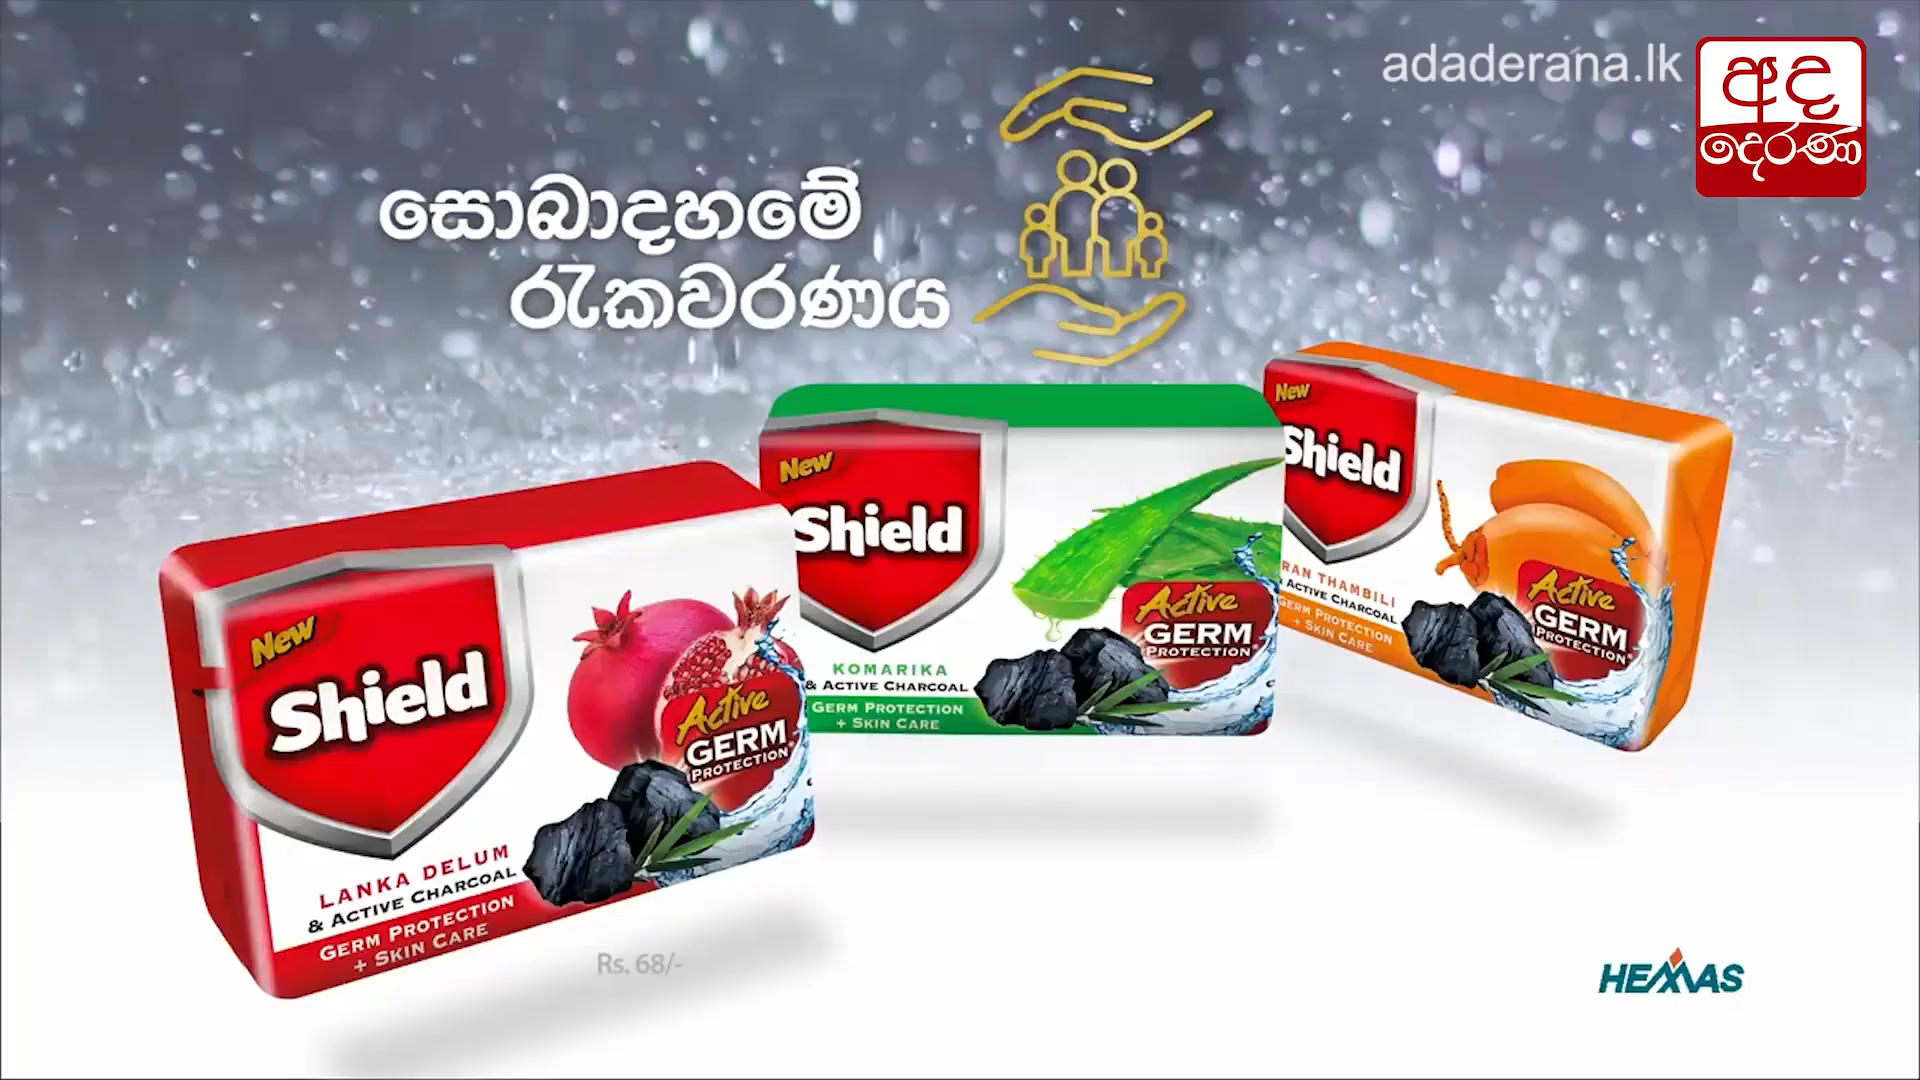 adaderana.lk
අද
දෙරණ
සොබාදහමේ
රැකවරණය
New
Shield
LANKA DELUM
& ACTIVE CHARCOAL
GERM PROTECTION
+ SKIN CARE
Active
GERM
PROTECTION
New
Shield
KOMARIKA
& ACTIVE CHARCOAL
GERM PROTECTION
+ SKIN CARE
Active
GERM
PROTECTION
New
Shield
RAN THAMBILI
& ACTIVE CHARCOAL
GERM PROTECTION
+ SKIN CARE
Active
GERM
PROTECTION
Rs. 68/-
HEMAS